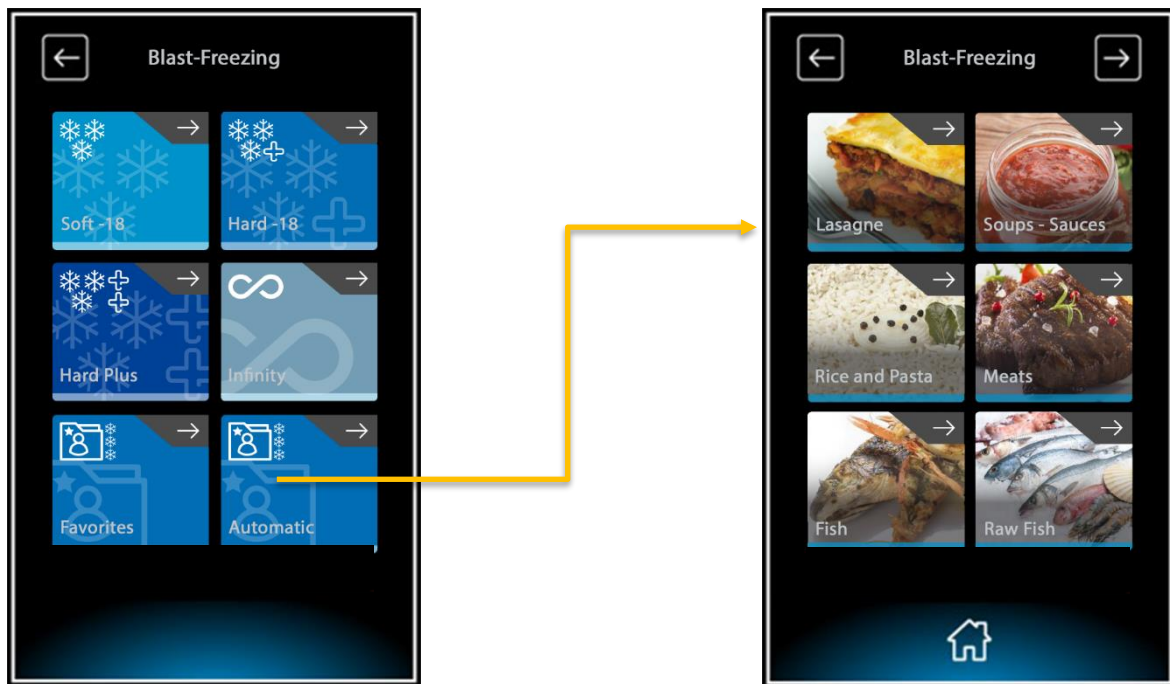 Blast-Freezing
Soft -18
Hard -18
Hard Plus
Infinity
Favorites
Automatic
Blast-Freezing
Lasagne
Soups - Sauces
Rice and Pasta
Meats
Fish
Raw Fish